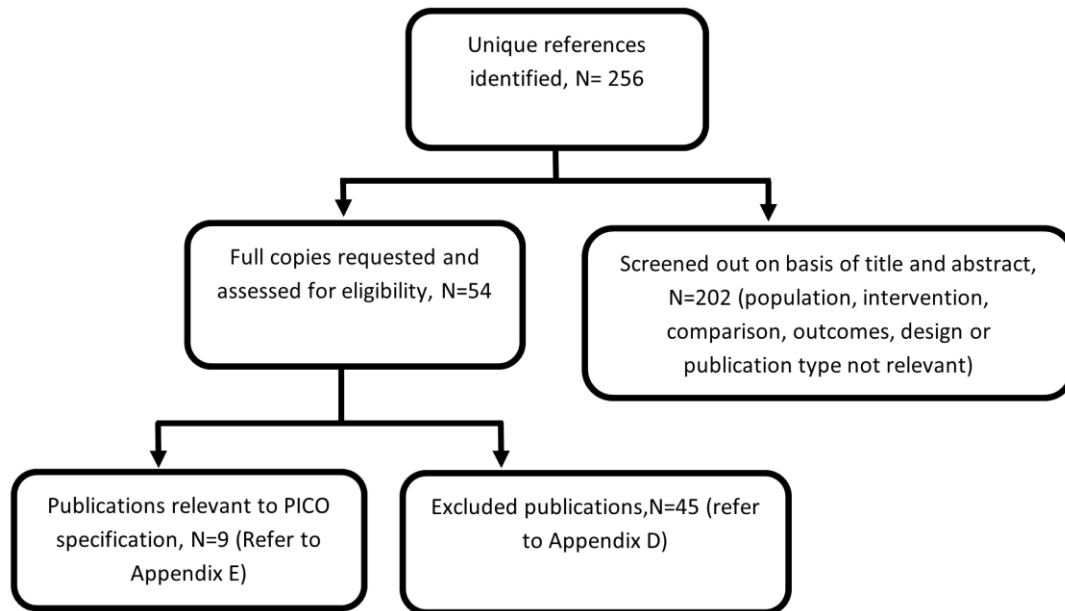 Unique references
identified, N= 256
Full copies requested and
assessed for eligibility, N=54
Screened out on basis of title and abstract,
N=202 (population, intervention,
comparison, outcomes, design or
publication type not relevant)
Publications relevant to PICO
specification, N=9 (Refer to
Appendix E)
Excluded publications,N=45 (refer
to Appendix D)